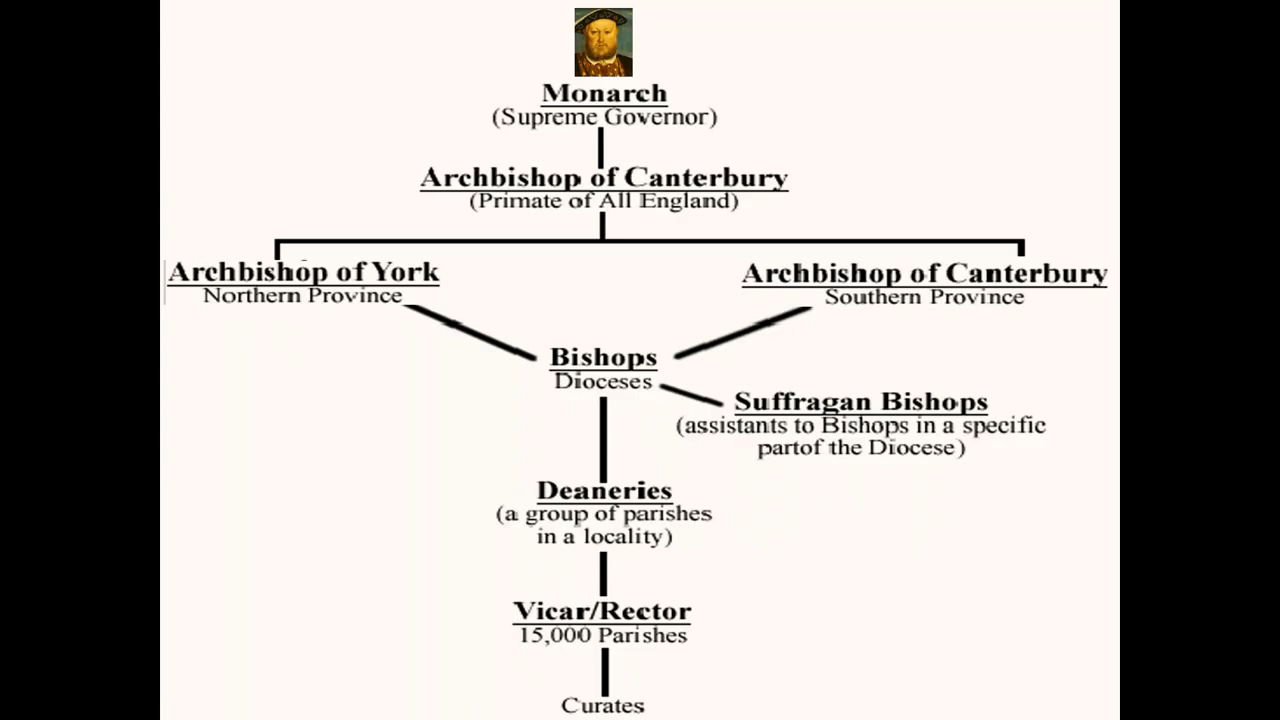 Monarch
(Supreme Governor)
Archbishop of Canterbury
(Primate of All England)
Archbishop of York
Northern Province
Archbishop of Canterbury
Southern Province
Bishops
Dioceses
Suffragan Bishops
(assistants to Bishops in a specific
partof the Diocese)
Deaneries
(a group of parishes
in a locality)
Vicar/Rector
15,000 Parishes
Curates